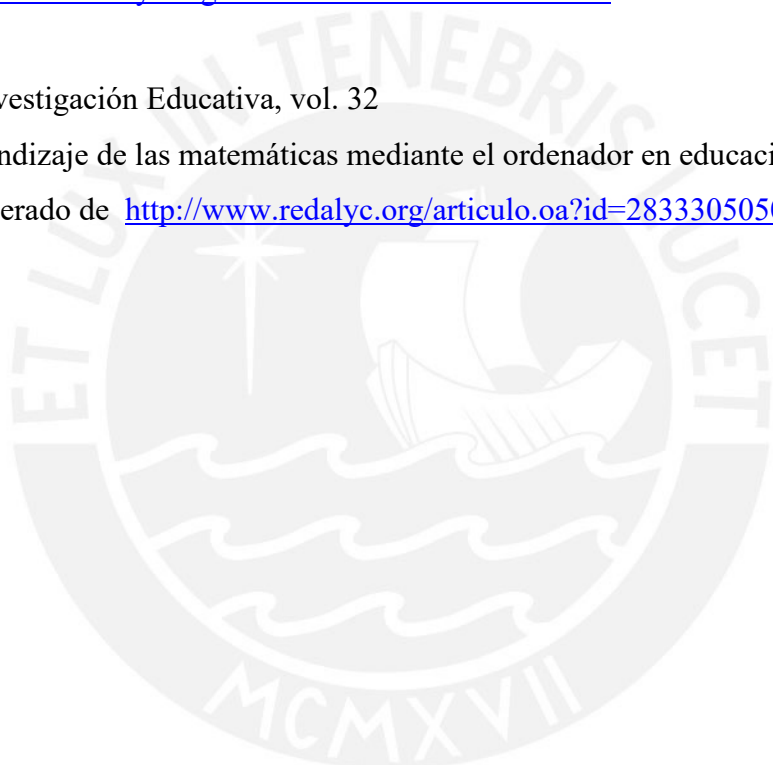 vestigación Educativa, vol. 32
ndizaje de las matemáticas mediante el ordenador en educaci
erado de http://www.redalyc.org/articulo.oa?id=283330505
ET LUX IN TENEBRIS LUCET
MCMXVII